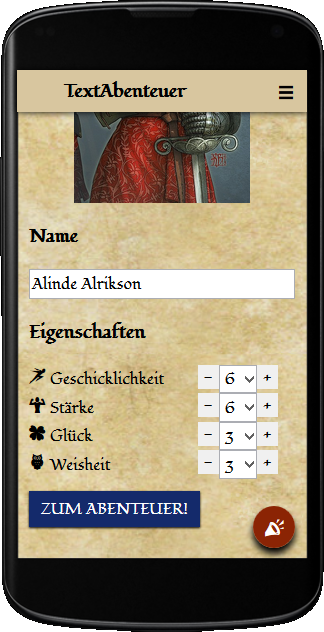 TextAbenteuer
Name
Alinde Alrikson
Eigenschaften
Geschicklichkeit − 6 +
Stärke − 6 +
Glück − 3 +
Weisheit − 3 +
ZUM ABENTEUER!